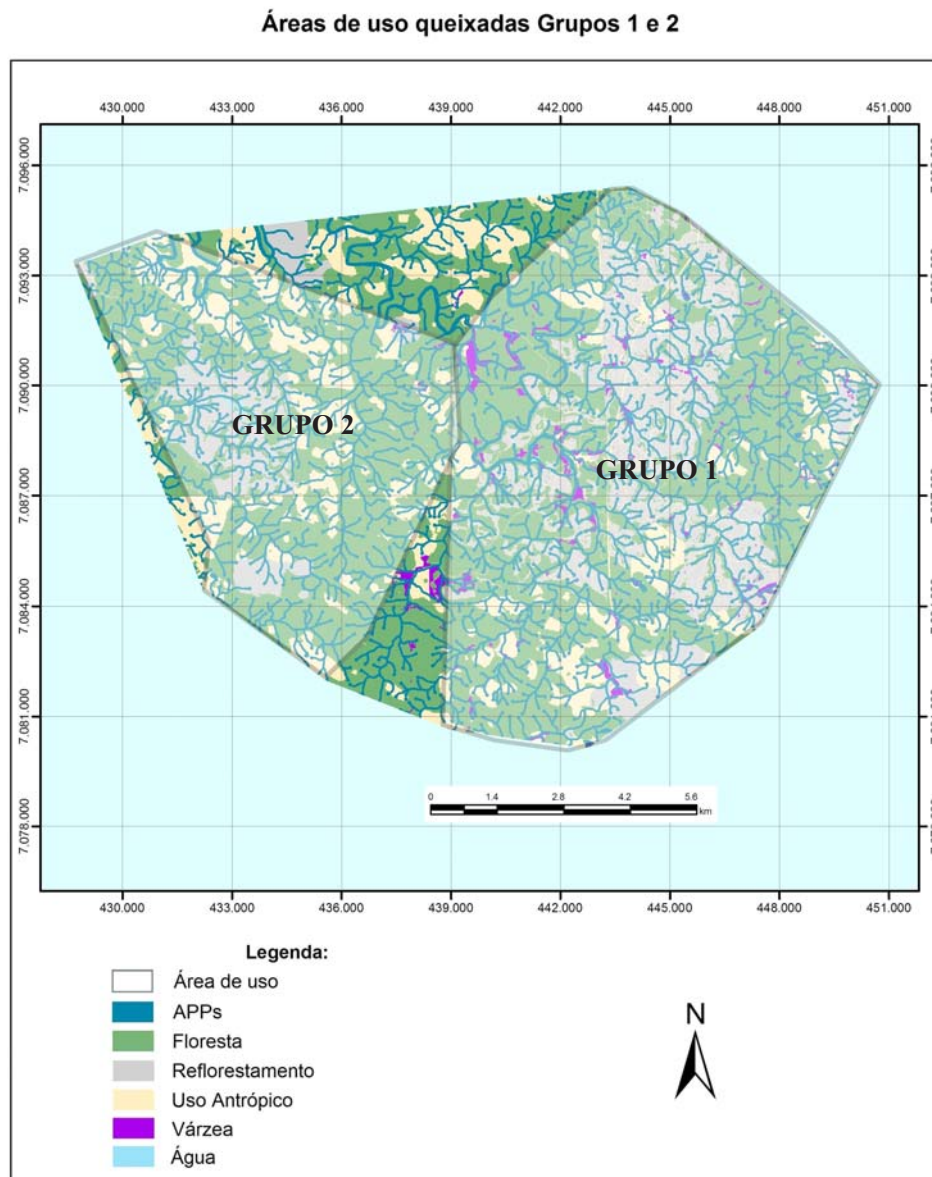 Áreas de uso queixadas Grupos 1 e 2
430.000 433.000 436.000 439.000 442.000 445.000 448.000 451.000
7.096.000
7.093.000
7.090.000
7.087.000
7.084.000
7.081.000
7.078.000
GRUPO 2
GRUPO 1
0 1.4 2.8 4.2 5.6
km
430.000 433.000 436.000 439.000 442.000 445.000 448.000 451.000
Legenda:
Área de uso
APPs
Floresta
Reflorestamento
Uso Antrópico
Várzea
Água
N